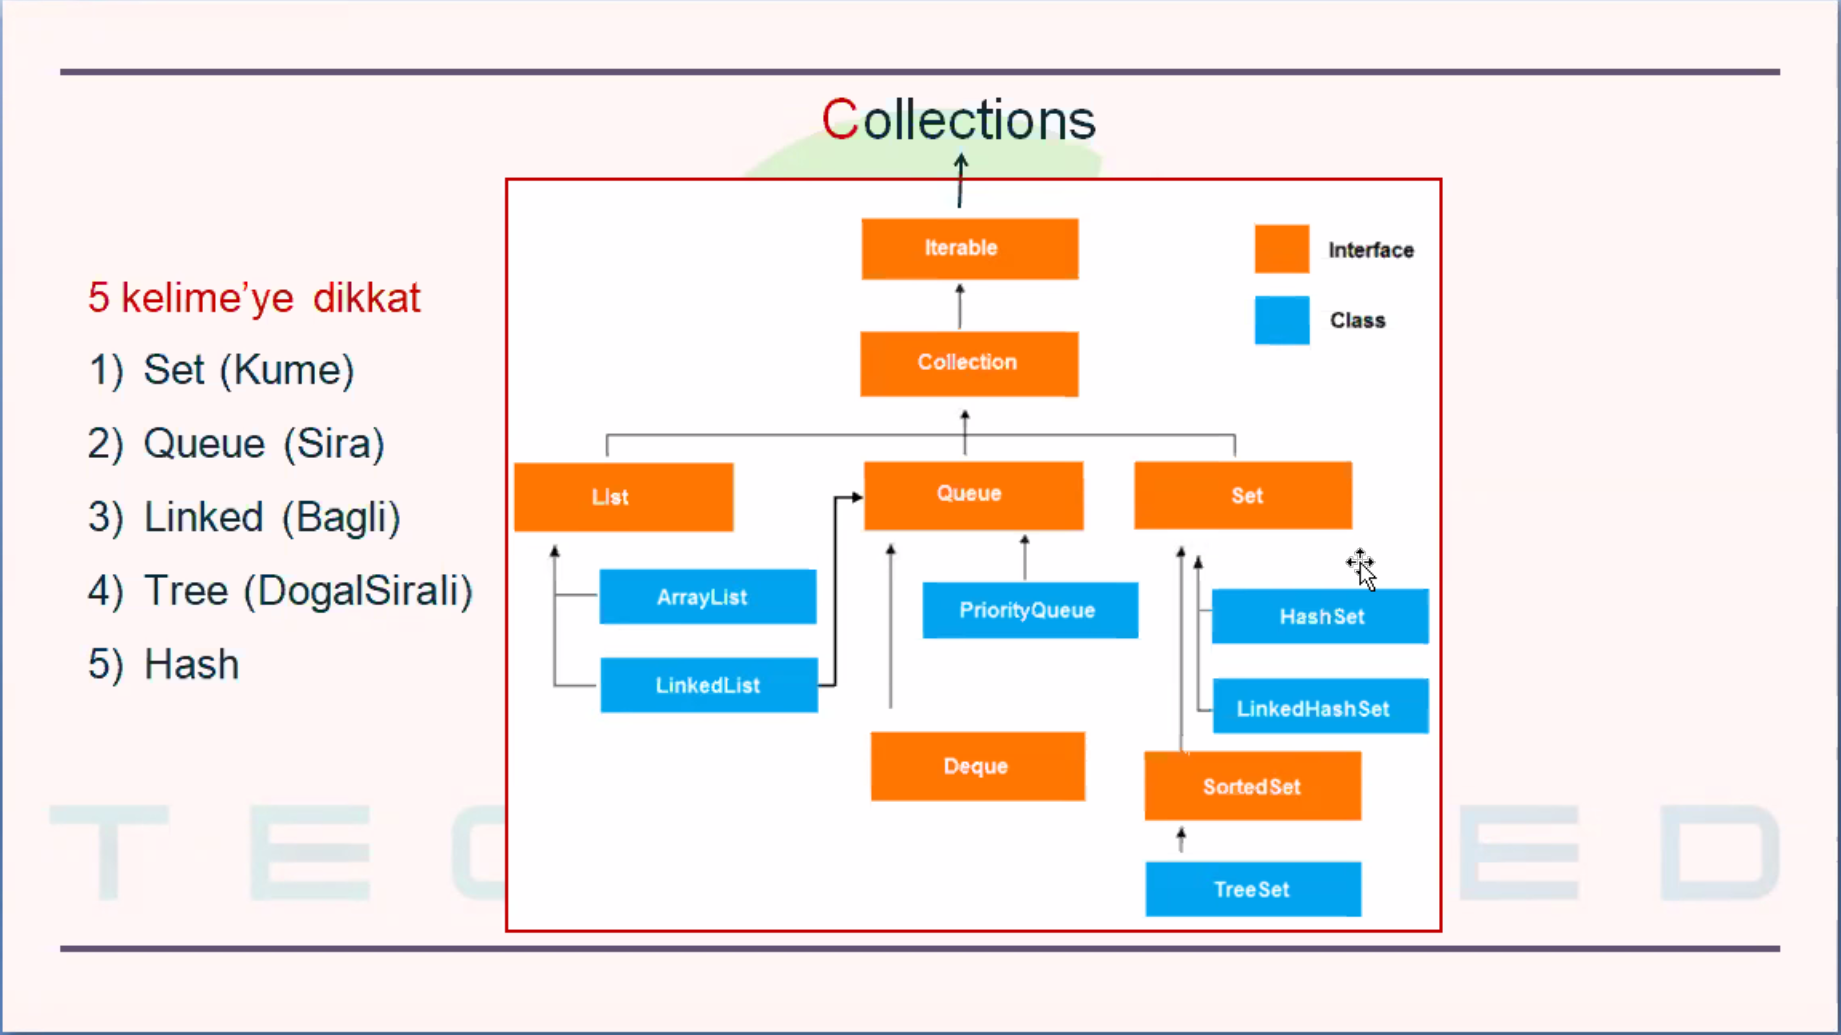 Collections
5 kelime'ye dikkat
1) Set (Kume)
2) Queue (Sira)
3) Linked (Bagli)
4) Tree (DogalSirali)
5) Hash
Iterable
Interface
Class
Collection
List
Queue
Set
ArrayList
PriorityQueue
HashSet
LinkedList
LinkedHashSet
Deque
SortedSet
TreeSet